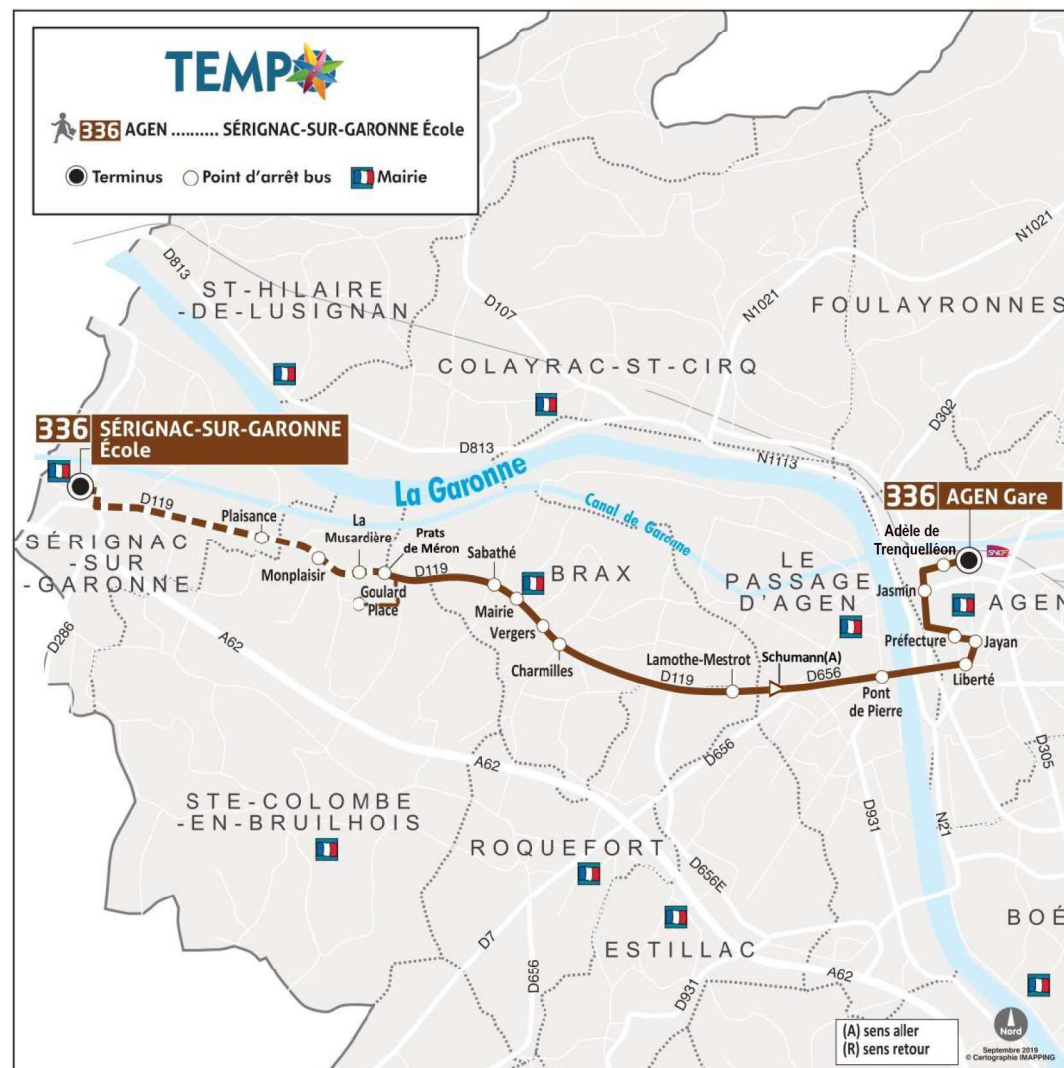 TEMPO
336 AGEN .......... SÉRIGNAC-SUR-GARONNE École
Terminus
Point d'arrêt bus
Mairie
D813
ST-HILAIRE
-DE-LUSIGNAN
D107
N1021
N1021
FOULAYRONNES
COLAYRAC-ST-CIRQ
D302
336 SÉRIGNAC-SUR-GARONNE
École
D813
La Garonne
N1113
Canal de Garonne
336 AGEN Gare
Adèle de
Trenquelléon
SNCF
D119
Plaisance
La
Musardière
Prats
de Méron
D119
Sabathé
BRAX
LE
PASSAGE
D'AGEN
Jasmin
AGEN
SÉRIGNAC
-SUR
-GARONNE
Monplaisir
Goulard
Place
Mairie
Vergers
Charmilles
Préfecture
Jayan
Liberté
D286
A62
Lamothe-Mestrot
D119
Schumann(A)
D656
Pont
de Pierre
D656
D305
A62
D931
N21
STE-COLOMBE
-EN-BRUILHOIS
ROQUEFORT
D656E
ESTILLAC
BOÉ
D7
D656
D931
A62
(A) sens aller
(R) sens retour
Nord
Septembre 2019
© Cartographie IMAPPING